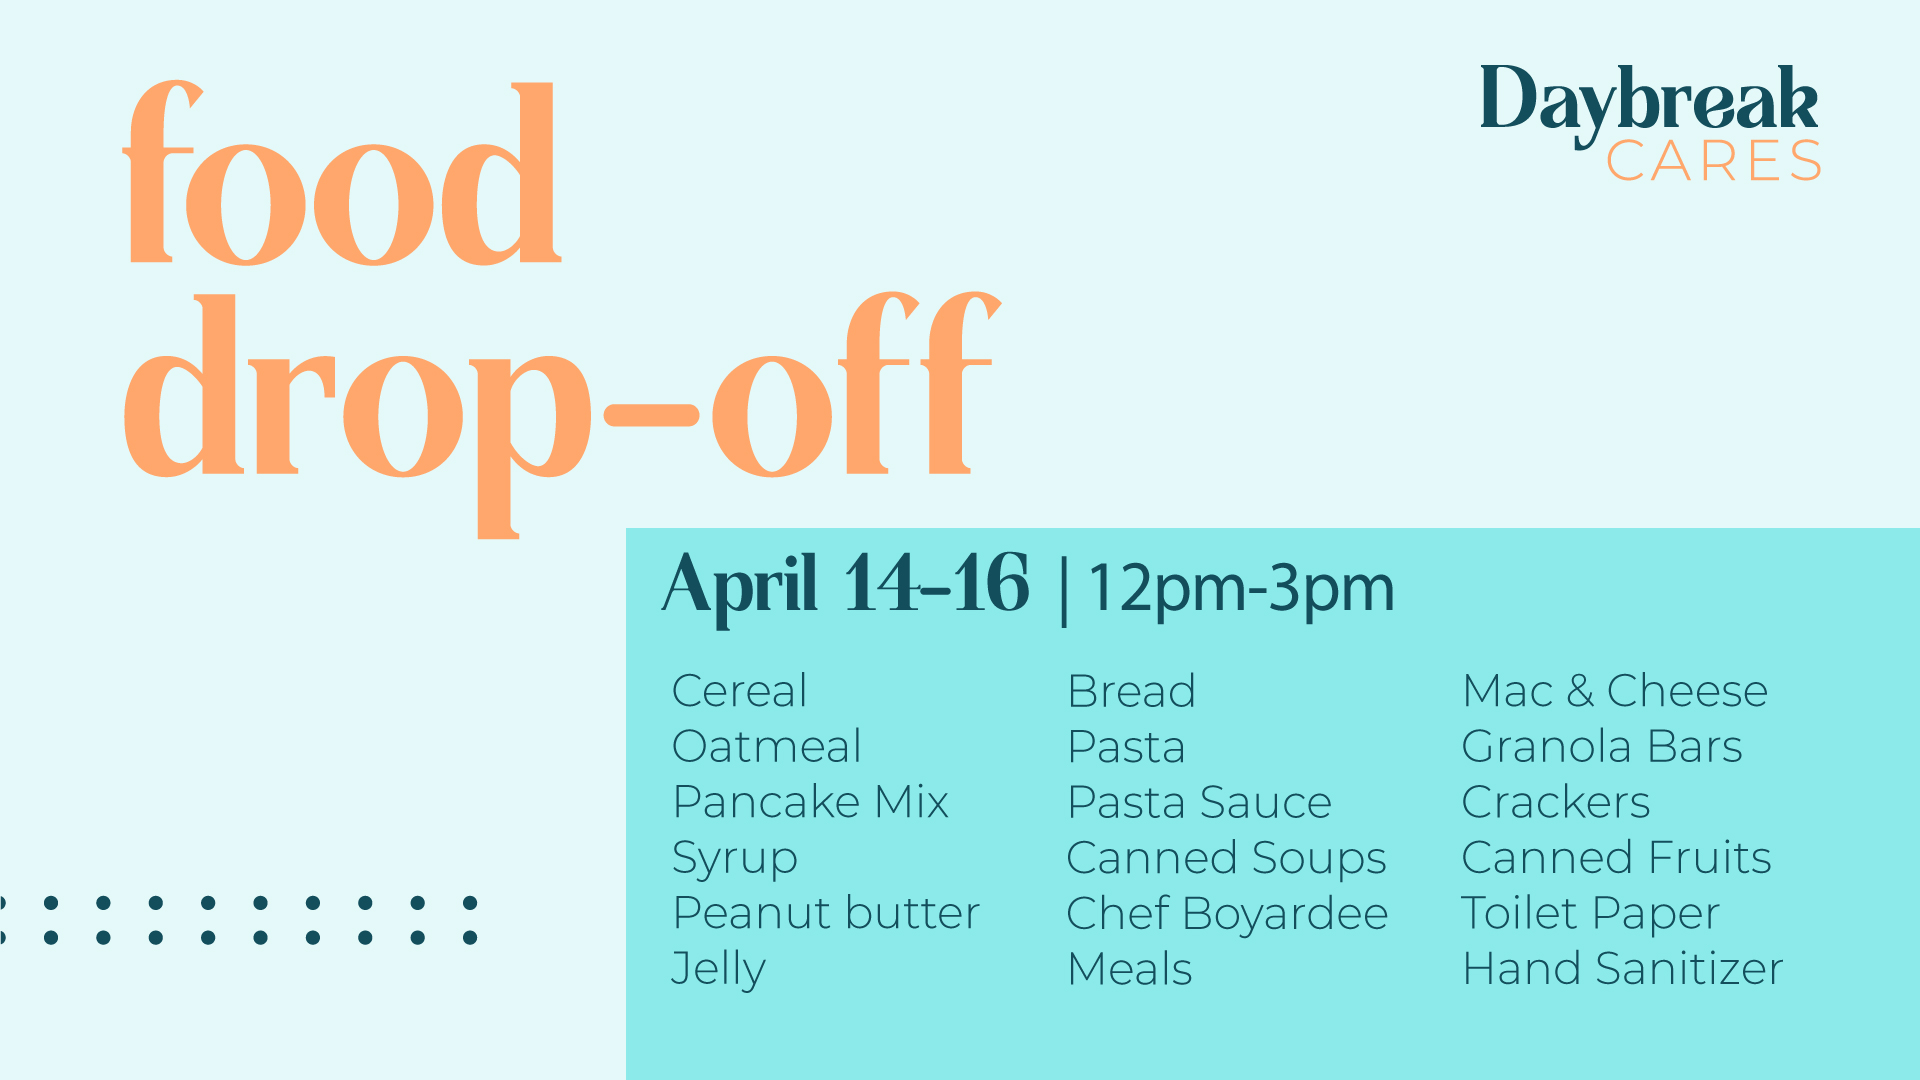 food
drop-off
Daybreak
CARES
April 14-16 | 12pm-3pm
Cereal
Oatmeal
Pancake Mix
Syrup
Peanut butter
Jelly
Bread
Pasta
Pasta Sauce
Canned Soups
Chef Boyardee
Meals
Mac & Cheese
Granola Bars
Crackers
Canned Fruits
Toilet Paper
Hand Sanitizer